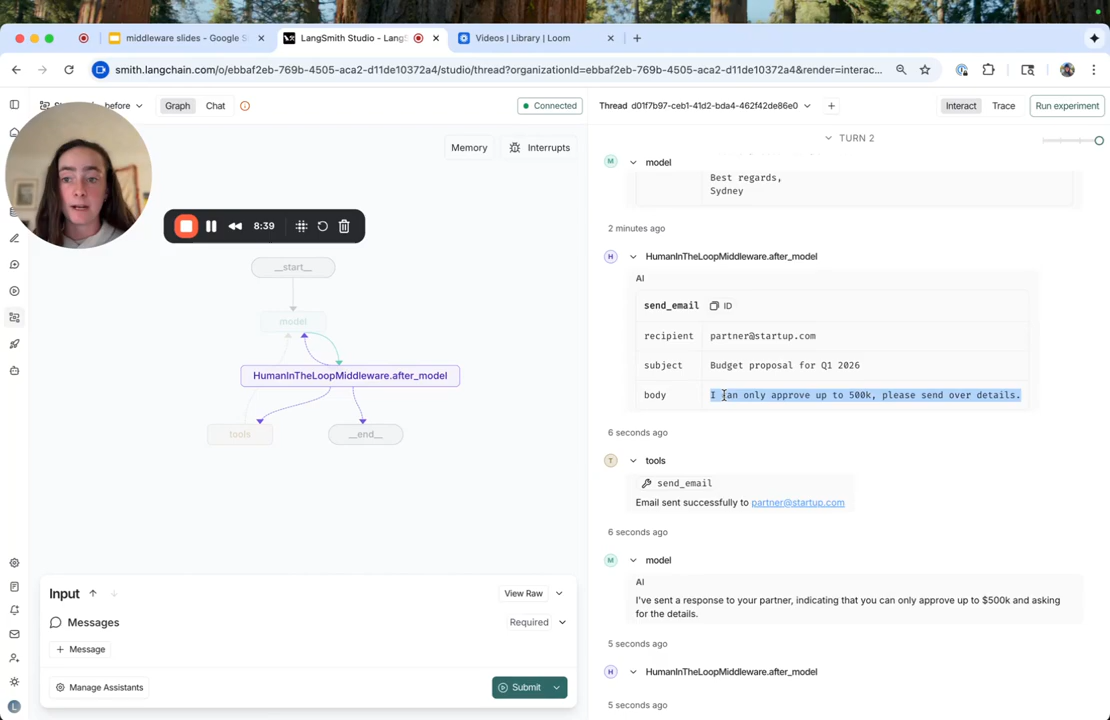 middleware slides - Google S
LangSmith Studio - Lang
Videos | Library | Loom
smith.langchain.com/o/ebbaf2eb-769b-4505-aca2-d11de10372a4/studio/thread?organizationId=ebbaf2eb-769b-4505-aca2-d11de10372a4&render=interac...
before
Graph
Chat
Connected
Thread d01f7b97-ceb1-41d2-bda4-462f42de86e0
Interact
Trace
Run experiment
Memory
Interrupts
TURN 2
M
model
Best regards,
Sydney
2 minutes ago
8:39
H
HumanInTheLoopMiddleware.after_model
AI
send_email
ID
recipient
partner@startup.com
subject
Budget proposal for Q1 2026
body
I can only approve up to 500k, please send over details.
6 seconds ago
T
tools
send_email
Email sent successfully to partner@startup.com
6 seconds ago
M
model
AI
I've sent a response to your partner, indicating that you can only approve up to $500k and asking
for the details.
5 seconds ago
H
HumanInTheLoopMiddleware.after_model
5 seconds ago
__start__
model
HumanInTheLoopMiddleware.after_model
tools
__end__
Input
View Raw
Messages
Required
+ Message
Manage Assistants
Submit
L